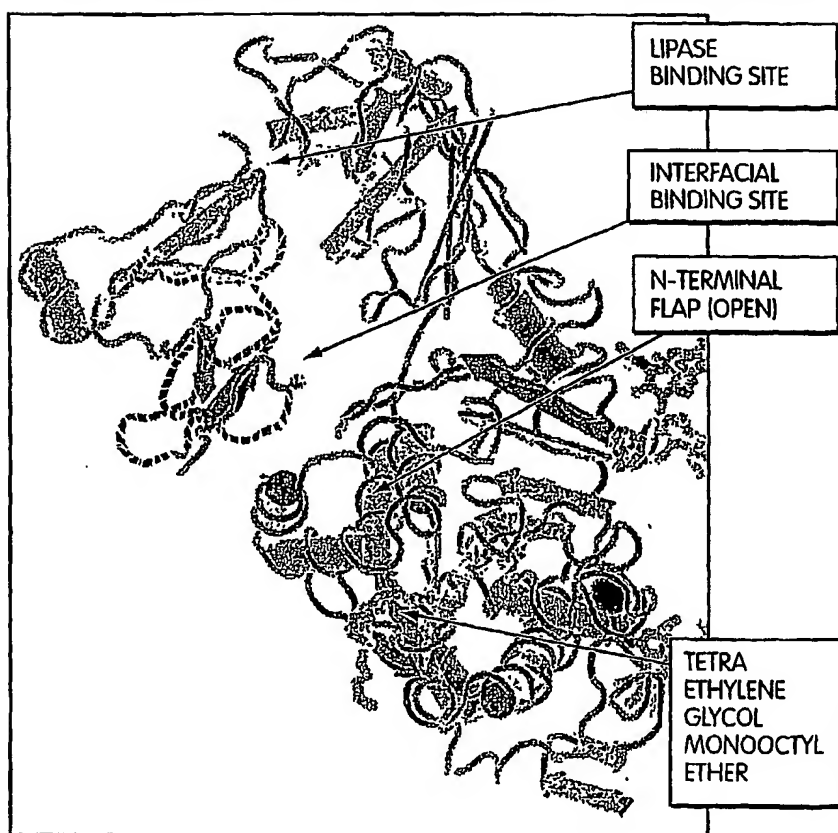 LIPASE
BINDING SITE
INTERFACIAL
BINDING SITE
N-TERMINAL
FLAP (OPEN)
TETRA
ETHYLENE
GLYCOL
MONOOCTYL
ETHER